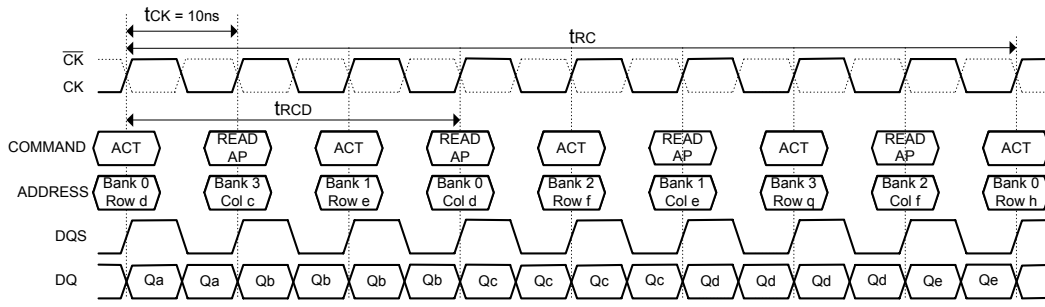 tCK = 10ns
tRC
CK
CK
tRCD
COMMAND ACT READ AP ACT READ AP ACT READ AP ACT READ AP ACT
ADDRESS Bank 0 Row d Bank 3 Col c Bank 1 Row e Bank 0 Col d Bank 2 Row f Bank 1 Col e Bank 3 Row q Bank 2 Col f Bank 0 Row h
DQS
DQ Qa Qa Qb Qb Qb Qb Qc Qc Qc Qc Qd Qd Qd Qd Qe Qe